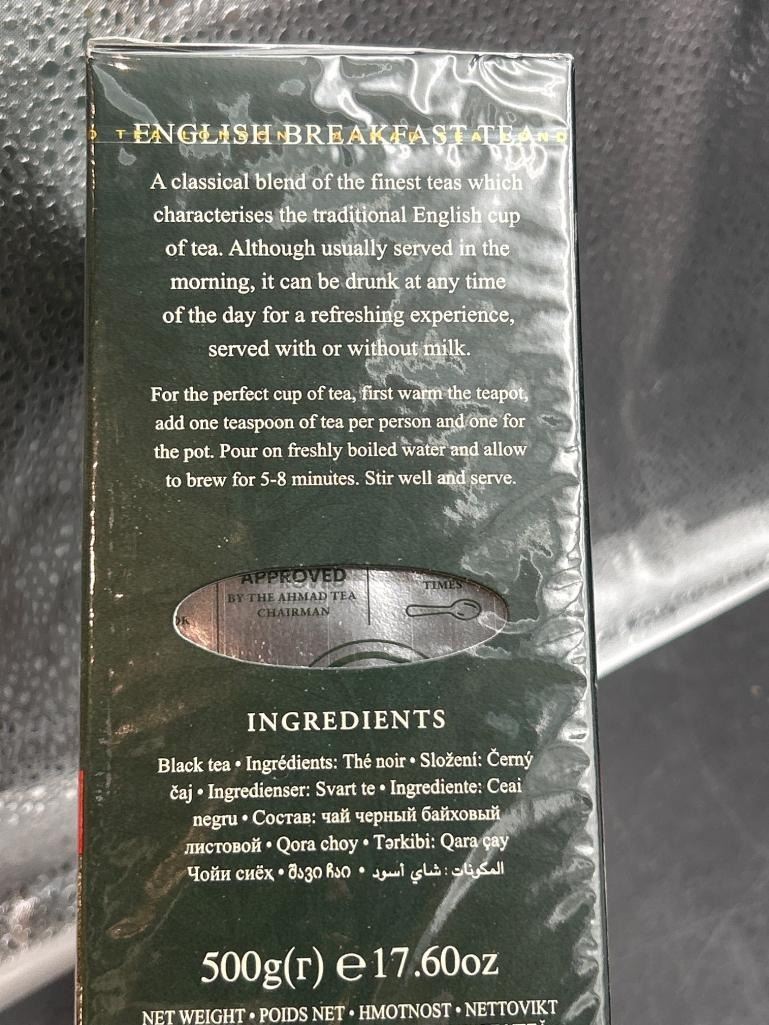 ENGLISH BREAKFAST TEA
A classical blend of the finest teas which
characterises the traditional English cup
of tea. Although usually served in the
morning, it can be drunk at any time
of the day for a refreshing experience,
served with or without milk.
For the perfect cup of tea, first warm the teapot,
add one teaspoon of tea per person and one for
the pot. Pour on freshly boiled water and allow
to brew for 5-8 minutes. Stir well and serve.
APPROVED
BY THE AHMAD TEA
CHAIRMAN
TIMES
INGREDIENTS
Black tea • Ingrédients: Thé noir • Složení: Černý
čaj • Ingredienser: Svart te • Ingrediente: Ceai
negru • Состав: чай черный байховый
листовой • Qora choy • Tərkibi: Qara çay
Чойи сиёҳ • შავი ჩაი • المكونات: شاي أسود
500g(г) ℮ 17.60oz
NET WEIGHT • POIDS NET • HMOTNOST • NETTOVIKT